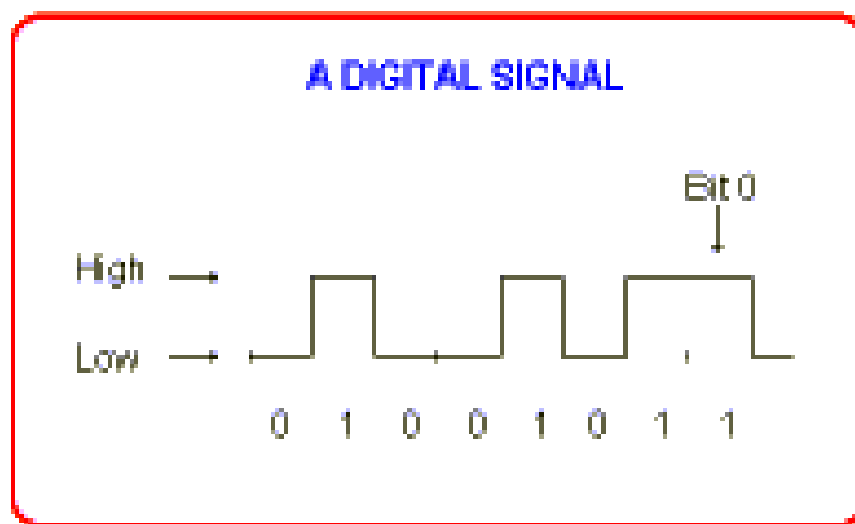 A DIGITAL SIGNAL
Bit 0
High
Low
0 1 0 0 1 0 1 1